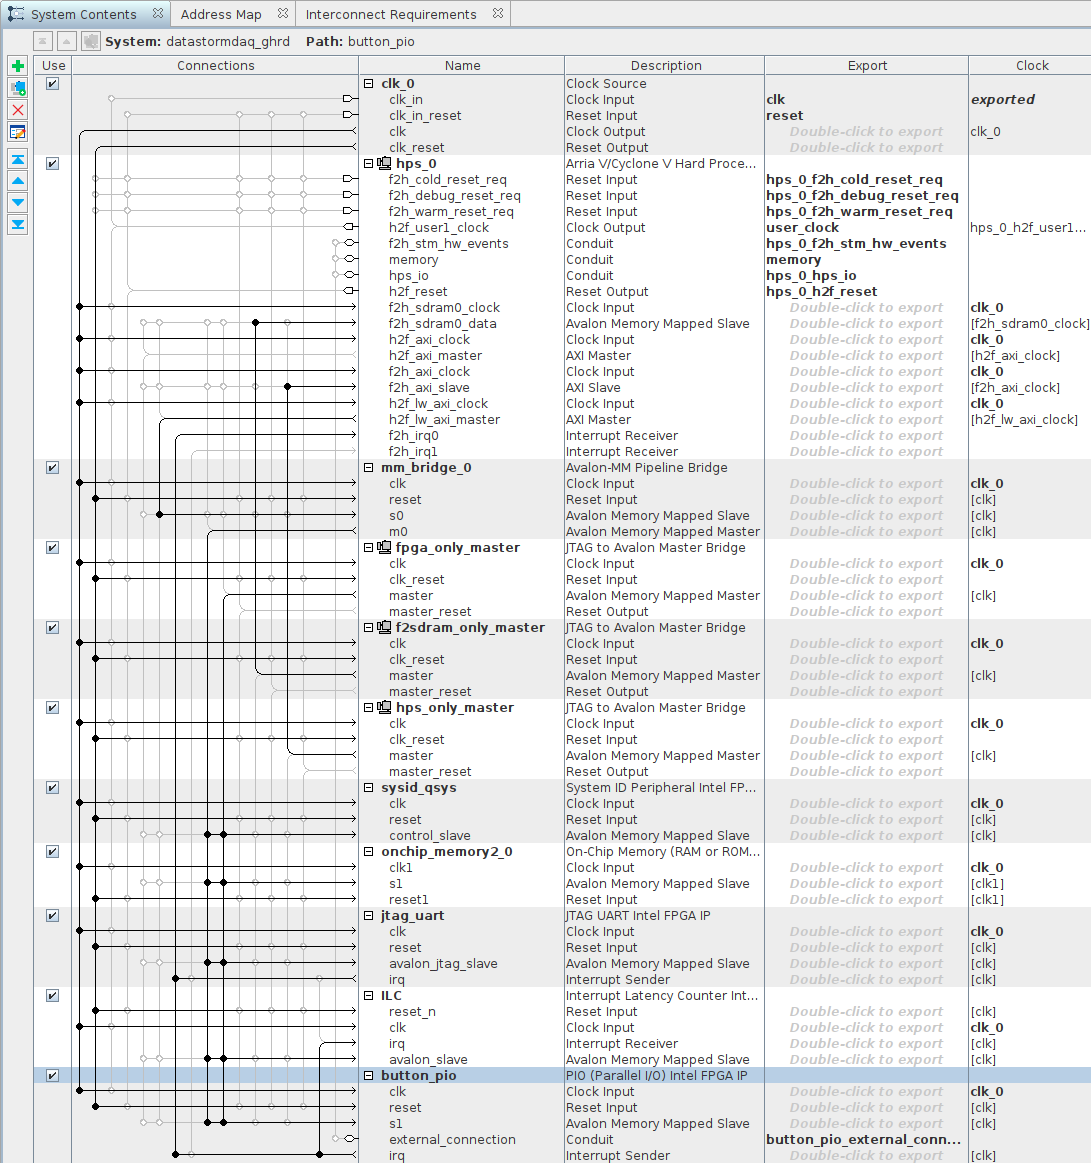 System Contents Address Map Interconnect Requirements
System: datastormdaq_ghrd Path: button_pio
Use Connections Name Description Export Clock
clk_0 Clock Source
clk_in Clock Input clk exported
clk_in_reset Reset Input reset
clk Clock Output Double-click to export clk_0
clk_reset Reset Output Double-click to export
hps_0 Arria V/Cyclone V Hard Proce...
f2h_cold_reset_req Reset Input hps_0_f2h_cold_reset_req
f2h_debug_reset_req Reset Input hps_0_f2h_debug_reset_req
f2h_warm_reset_req Reset Input hps_0_f2h_warm_reset_req
h2f_user1_clock Clock Output user_clock hps_0_h2f_user1...
f2h_stm_hw_events Conduit hps_0_f2h_stm_hw_events
memory Conduit memory
hps_io Conduit hps_0_hps_io
h2f_reset Reset Output hps_0_h2f_reset
f2h_sdram0_clock Clock Input Double-click to export clk_0
f2h_sdram0_data Avalon Memory Mapped Slave Double-click to export [f2h_sdram0_clock]
h2f_axi_clock Clock Input Double-click to export clk_0
h2f_axi_master AXI Master Double-click to export [h2f_axi_clock]
f2h_axi_clock Clock Input Double-click to export clk_0
f2h_axi_slave AXI Slave Double-click to export [f2h_axi_clock]
h2f_lw_axi_clock Clock Input Double-click to export clk_0
h2f_lw_axi_master AXI Master Double-click to export [h2f_lw_axi_clock]
f2h_irq0 Interrupt Receiver Double-click to export
f2h_irq1 Interrupt Receiver Double-click to export
mm_bridge_0 Avalon-MM Pipeline Bridge
clk Clock Input Double-click to export clk_0
reset Reset Input Double-click to export [clk]
s0 Avalon Memory Mapped Slave Double-click to export [clk]
m0 Avalon Memory Mapped Master Double-click to export [clk]
fpga_only_master JTAG to Avalon Master Bridge
clk Clock Input Double-click to export clk_0
clk_reset Reset Input Double-click to export
master Avalon Memory Mapped Master Double-click to export [clk]
master_reset Reset Output Double-click to export
f2sdram_only_master JTAG to Avalon Master Bridge
clk Clock Input Double-click to export clk_0
clk_reset Reset Input Double-click to export
master Avalon Memory Mapped Master Double-click to export [clk]
master_reset Reset Output Double-click to export
hps_only_master JTAG to Avalon Master Bridge
clk Clock Input Double-click to export clk_0
clk_reset Reset Input Double-click to export
master Avalon Memory Mapped Master Double-click to export [clk]
master_reset Reset Output Double-click to export
sysid_qsys System ID Peripheral Intel FP...
clk Clock Input Double-click to export clk_0
reset Reset Input Double-click to export [clk]
control_slave Avalon Memory Mapped Slave Double-click to export [clk]
onchip_memory2_0 On-Chip Memory (RAM or ROM...
clk1 Clock Input Double-click to export clk_0
s1 Avalon Memory Mapped Slave Double-click to export [clk1]
reset1 Reset Input Double-click to export [clk1]
jtag_uart JTAG UART Intel FPGA IP
clk Clock Input Double-click to export clk_0
reset Reset Input Double-click to export [clk]
avalon_jtag_slave Avalon Memory Mapped Slave Double-click to export [clk]
irq Interrupt Sender Double-click to export [clk]
ILC Interrupt Latency Counter Int...
reset_n Reset Input Double-click to export [clk]
clk Clock Input Double-click to export clk_0
irq Interrupt Receiver Double-click to export [clk]
avalon_slave Avalon Memory Mapped Slave Double-click to export [clk]
button_pio PIO (Parallel I/O) Intel FPGA IP
clk Clock Input Double-click to export clk_0
reset Reset Input Double-click to export [clk]
s1 Avalon Memory Mapped Slave Double-click to export [clk]
external_connection Conduit button_pio_external_conn...
irq Interrupt Sender Double-click to export [clk]